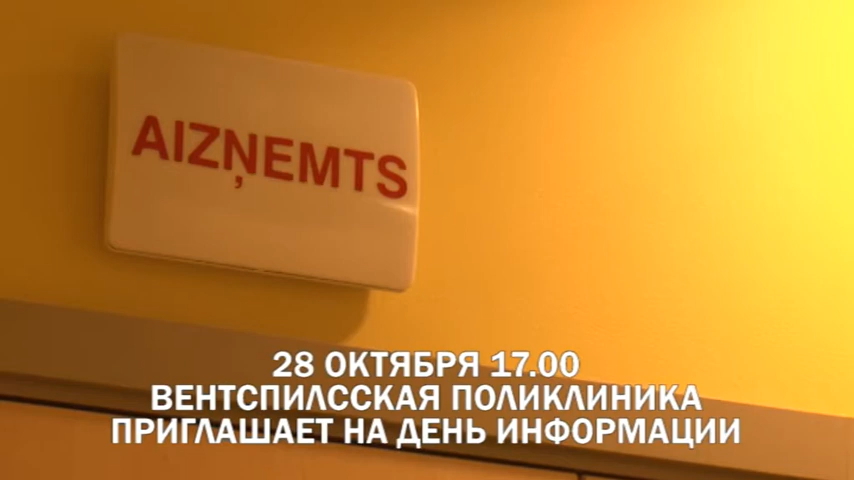 AIZŅEMTS
28 ОКТЯБРЯ 17.00
ВЕНТСПИЛССКАЯ ПОЛИКЛИНИКА
ПРИГЛАШАЕТ НА ДЕНЬ ИНФОРМАЦИИ